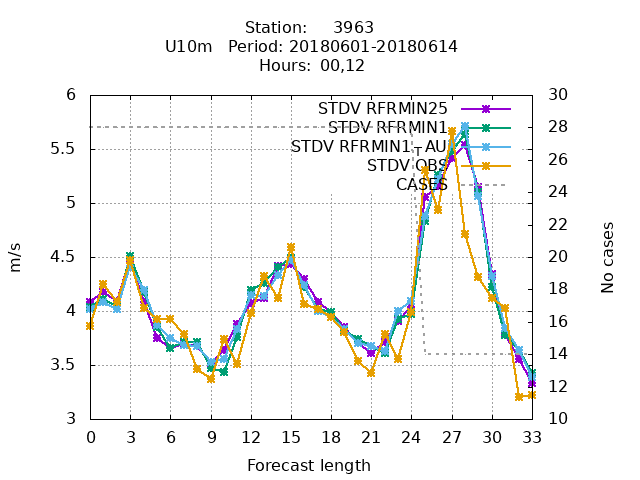 Station: 3963
U10m Period: 20180601-20180614
Hours: 00,12
6
5.5
5
4.5
4
3.5
3
30
28
26
24
22
20
18
16
14
12
10
STDV RFRMIN25
STDV RFRMIN1
STDV RFRMIN1_AU
STDV OBS
CASES
m/s
No cases
0 3 6 9 12 15 18 21 24 27 30 33
Forecast length